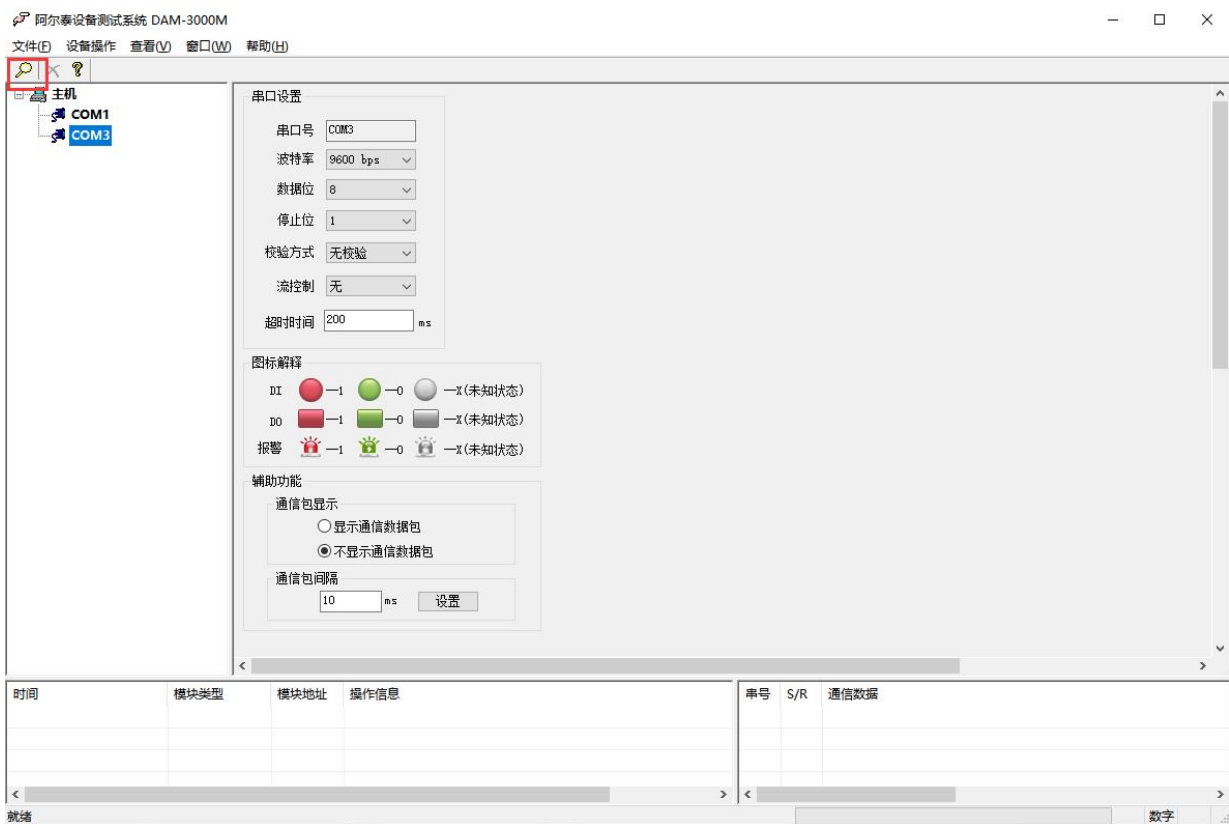 阿尔泰设备测试系统 DAM-3000M
文件(F) 设备操作 查看(V) 窗口(W) 帮助(H)
主机
COM1
COM3
串口设置
串口号 COM3
波特率 9600 bps
数据位 8
停止位 1
校验方式 无校验
流控制 无
超时时间 200 ms
图标解释
DI —1 —0 —X(未知状态)
DO —1 —0 —X(未知状态)
报警 —1 —0 —X(未知状态)
辅助功能
通信包显示
显示通信数据包
不显示通信数据包
通信包间隔
10 ms 设置
时间 模块类型 模块地址 操作信息
串号 S/R 通信数据
就绪 数字